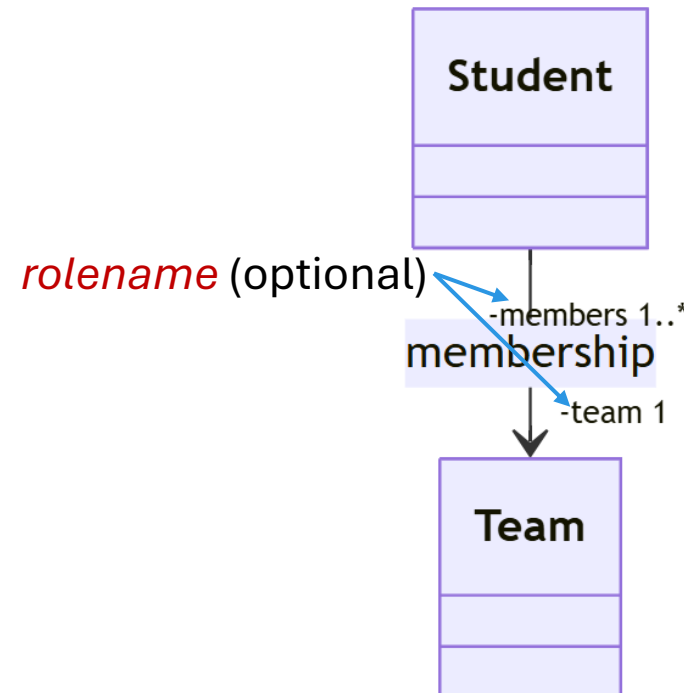 Student
rolename (optional)
-members 1..*
membership
-team 1
Team